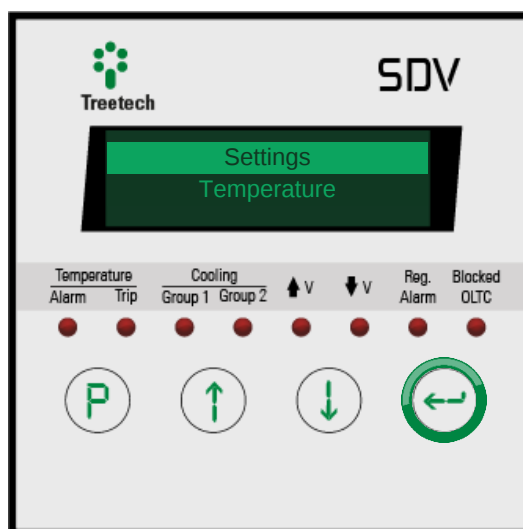 Treetech
SDV
Settings
Temperature
Temperature Cooling V V Reg. Blocked
Alarm Trip Group 1 Group 2 Alarm OLTC
P